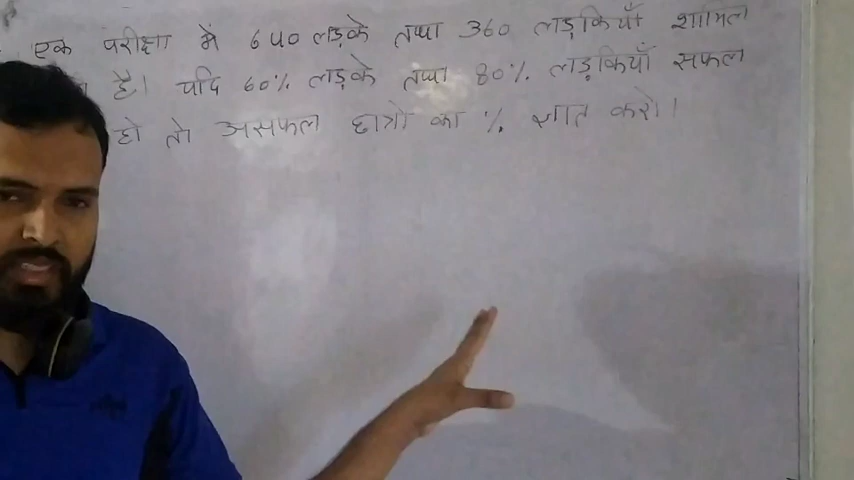 एक परीक्षा में 640 लड़के तथा 360 लड़कियाँ शामिल
है। यदि 60% लड़के तथा 80% लड़कियाँ सफल
हो तो असफल छात्रों का % ज्ञात करो।